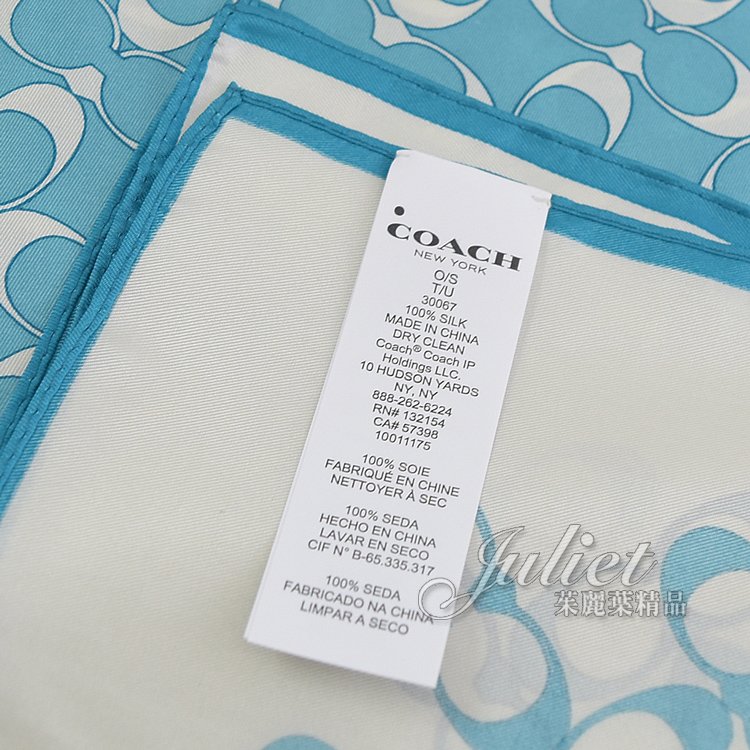 COACH
NEW YORK
O/S
T/U
30067
100% SILK
MADE IN CHINA
DRY CLEAN
Coach® Coach IP
Holdings LLC.
10 HUDSON YARDS
NY, NY
888-262-6224
RN# 132154
CA# 57398
10011175
100% SOIE
FABRIQUÉ EN CHINE
NETTOYER À SEC
100% SEDA
HECHO EN CHINA
LAVAR EN SECO
CIF N° B-65.335.317
100% SEDA
FABRICADO NA CHINA
LIMPAR A SECO
Juliet
茱麗葉精品